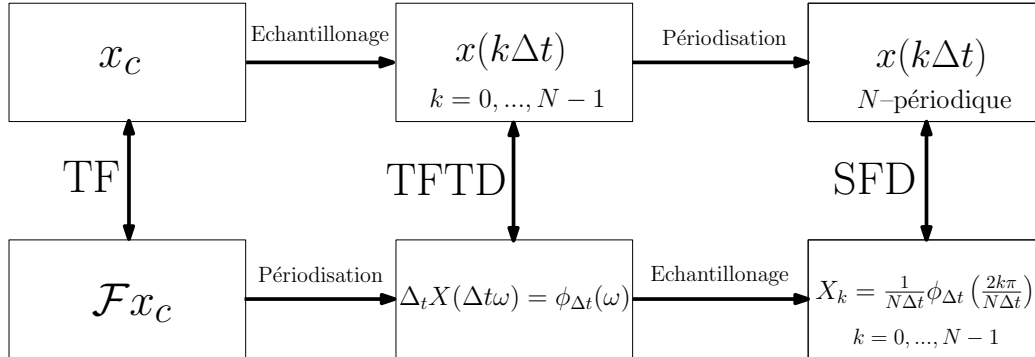 x_c
Echantillonage
x(kΔt)
k = 0, ..., N − 1
Périodisation
x(kΔt)
N–périodique
TF
TFTD
SFD
ℱx_c
Périodisation
Δ_tX(Δtω) = ϕ_{Δt}(ω)
Echantillonage
X_k = \frac{1}{NΔt}ϕ_{Δt}(\frac{2kπ}{NΔt})
k = 0, ..., N − 1